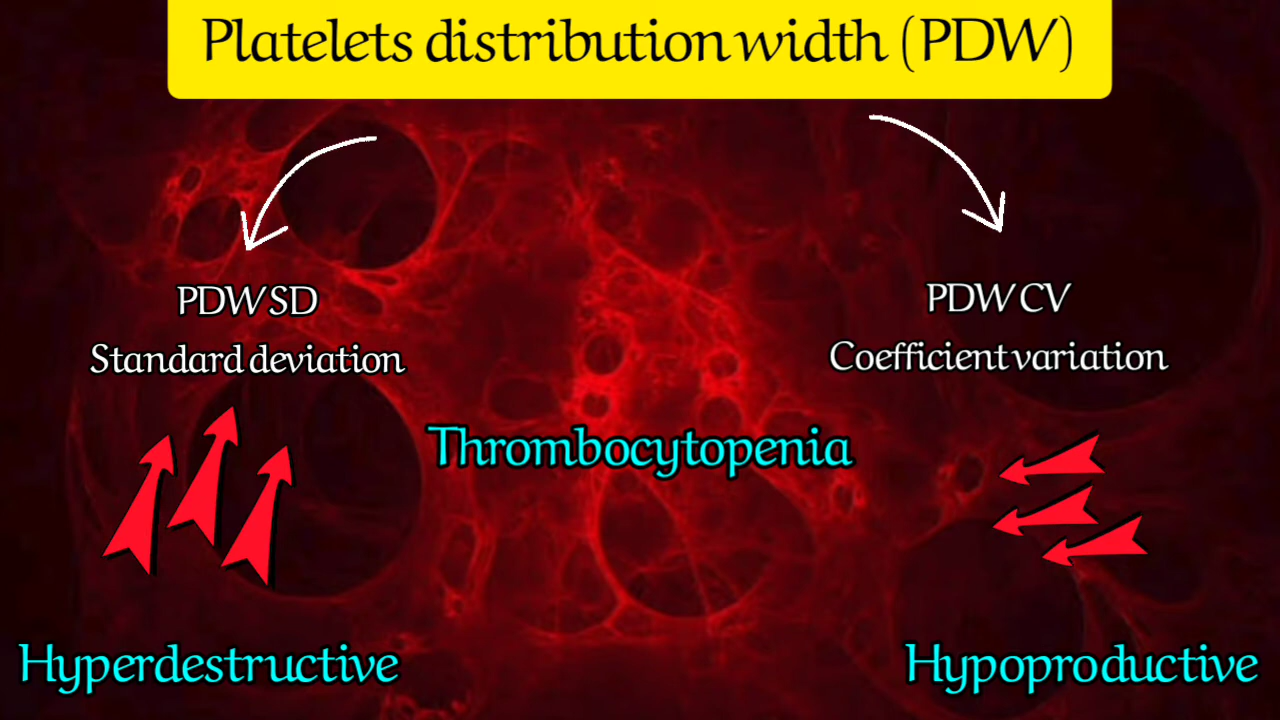 Platelets distribution width (PDW)
PDW SD
Standard deviation
PDW CV
Coefficient variation
Thrombocytopenia
Hyperdestructive
Hypoproductive